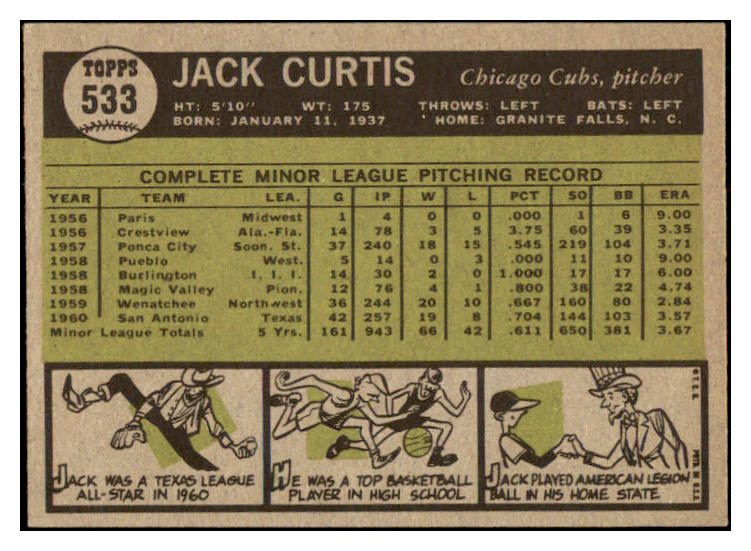 TOPPS
533
JACK CURTIS
Chicago Cubs, pitcher
HT: 5'10" WT: 175 THROWS: LEFT BATS: LEFT
BORN: JANUARY 11, 1937 HOME: GRANITE FALLS, N. C.
COMPLETE MINOR LEAGUE PITCHING RECORD
YEAR TEAM LEA. G IP W L PCT SO BB ERA
1956 Paris Midwest 1 4 0 0 .000 1 6 9.00
1956 Crestview Ala.-Fla. 14 78 3 5 3.75 60 39 3.35
1957 Ponca City Soon. St. 37 240 18 15 .545 219 104 3.71
1958 Pueblo West. 5 14 0 3 .000 11 10 9.00
1958 Burlington I. I. I. 14 30 2 0 1.000 17 17 6.00
1958 Magic Valley Pion. 12 76 4 1 .800 38 22 4.74
1959 Wenatchee Northwest 36 244 20 10 .667 160 80 2.84
1960 San Antonio Texas 42 257 19 8 .704 144 103 3.57
Minor League Totals 5 Yrs. 161 943 66 42 .611 650 381 3.67
JACK WAS A TEXAS LEAGUE
ALL-STAR IN 1960
HE WAS A TOP BASKETBALL
PLAYER IN HIGH SCHOOL
JACK PLAYED AMERICAN LEGION
BALL IN HIS HOME STATE
© T.C.G.
PTD. IN U.S.A.